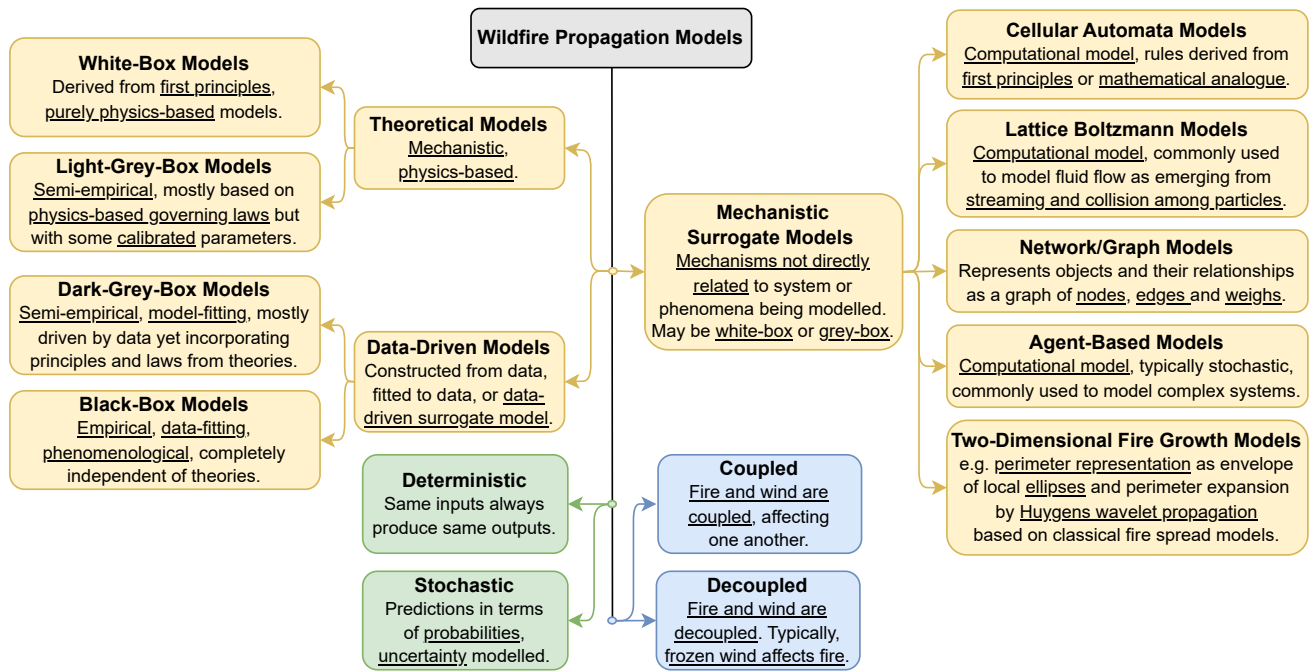 Wildfire Propagation Models
White-Box Models
Derived from first principles,
purely physics-based models.
Light-Grey-Box Models
Semi-empirical, mostly based on
physics-based governing laws but
with some calibrated parameters.
Dark-Grey-Box Models
Semi-empirical, model-fitting, mostly
driven by data yet incorporating
principles and laws from theories.
Black-Box Models
Empirical, data-fitting,
phenomenological, completely
independent of theories.
Theoretical Models
Mechanistic,
physics-based.
Data-Driven Models
Constructed from data,
fitted to data, or data-
driven surrogate model.
Deterministic
Same inputs always
produce same outputs.
Stochastic
Predictions in terms
of probabilities,
uncertainty modelled.
Mechanistic
Surrogate Models
Mechanisms not directly
related to system or
phenomena being modelled.
May be white-box or grey-box.
Coupled
Fire and wind are
coupled, affecting
one another.
Decoupled
Fire and wind are
decoupled. Typically,
frozen wind affects fire.
Cellular Automata Models
Computational model, rules derived from
first principles or mathematical analogue.
Lattice Boltzmann Models
Computational model, commonly used
to model fluid flow as emerging from
streaming and collision among particles.
Network/Graph Models
Represents objects and their relationships
as a graph of nodes, edges and weighs.
Agent-Based Models
Computational model, typically stochastic,
commonly used to model complex systems.
Two-Dimensional Fire Growth Models
e.g. perimeter representation as envelope
of local ellipses and perimeter expansion
by Huygens wavelet propagation
based on classical fire spread models.